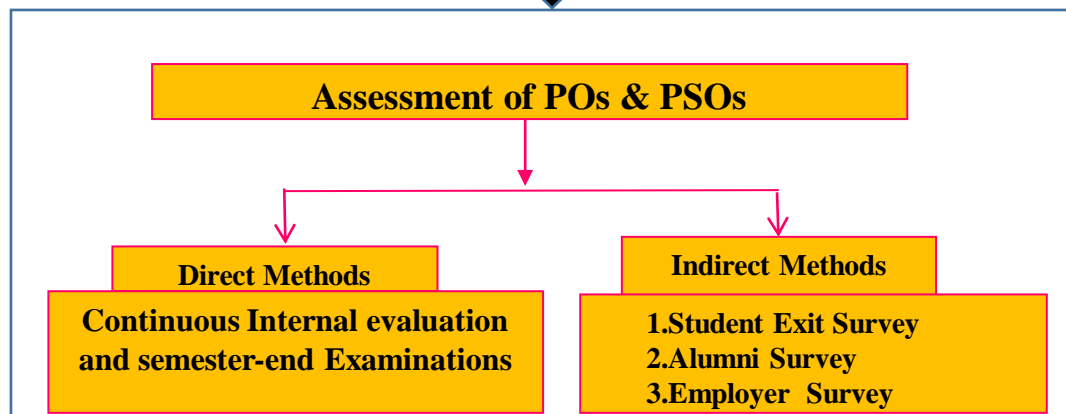 Assessment of POs & PSOs
Direct Methods
Continuous Internal evaluation
and semester-end Examinations
Indirect Methods
1.Student Exit Survey
2.Alumni Survey
3.Employer Survey